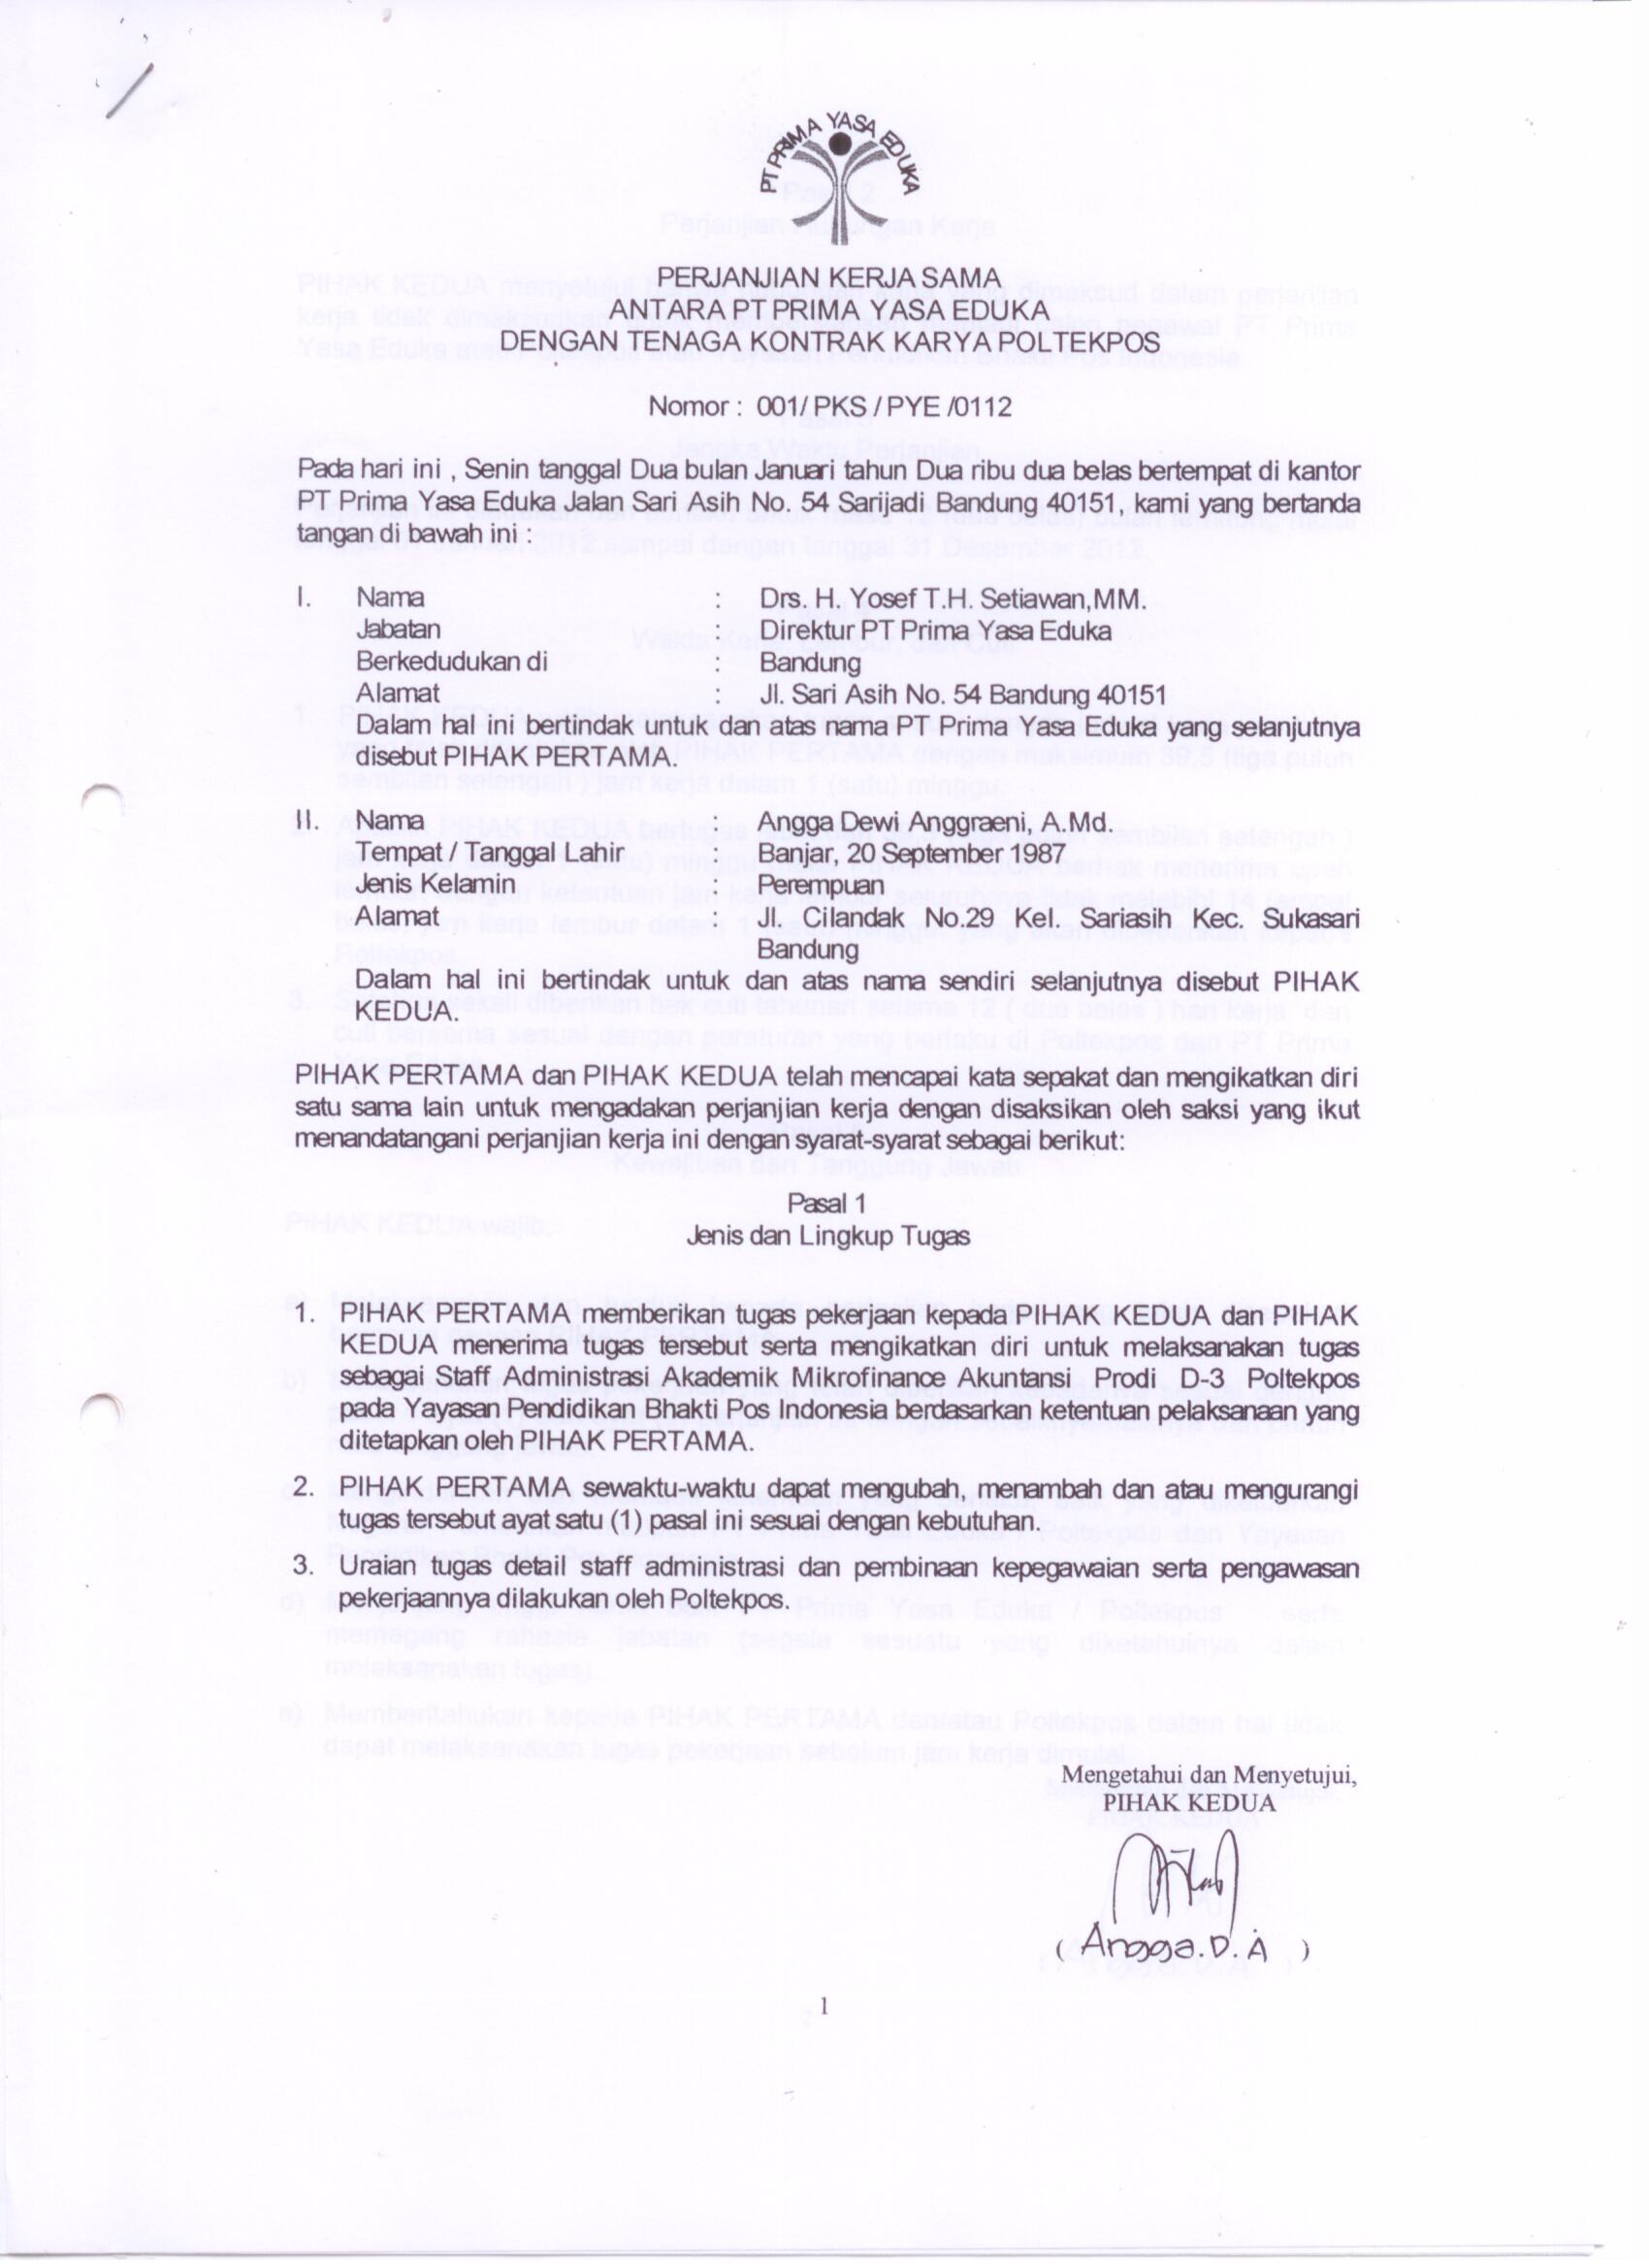 PT PRIMA YASA EDUKA
PERJANJIAN KERJA SAMA
ANTARA PT PRIMA YASA EDUKA
DENGAN TENAGA KONTRAK KARYA POLTEKPOS
Nomor : 001/ PKS / PYE /0112
Pada hari ini , Senin tanggal Dua bulan Januari tahun Dua ribu dua belas bertempat di kantor
PT Prima Yasa Eduka Jalan Sari Asih No. 54 Sarijadi Bandung 40151, kami yang bertanda
tangan di bawah ini :
I. Nama : Drs. H. Yosef T.H. Setiawan,MM.
Jabatan : Direktur PT Prima Yasa Eduka
Berkedudukan di : Bandung
Alamat : Jl. Sari Asih No. 54 Bandung 40151
Dalam hal ini bertindak untuk dan atas nama PT Prima Yasa Eduka yang selanjutnya
disebut PIHAK PERTAMA.
II. Nama : Angga Dewi Anggraeni, A.Md.
Tempat / Tanggal Lahir : Banjar, 20 September 1987
Jenis Kelamin : Perempuan
Alamat : Jl. Cilandak No.29 Kel. Sariasih Kec. Sukasari
Bandung
Dalam hal ini bertindak untuk dan atas nama sendiri selanjutnya disebut PIHAK
KEDUA.
PIHAK PERTAMA dan PIHAK KEDUA telah mencapai kata sepakat dan mengikatkan diri
satu sama lain untuk mengadakan perjanjian kerja dengan disaksikan oleh saksi yang ikut
menandatangani perjanjian kerja ini dengan syarat-syarat sebagai berikut:
Pasal 1
Jenis dan Lingkup Tugas
1. PIHAK PERTAMA memberikan tugas pekerjaan kepada PIHAK KEDUA dan PIHAK
KEDUA menerima tugas tersebut serta mengikatkan diri untuk melaksanakan tugas
sebagai Staff Administrasi Akademik Mikrofinance Akuntansi Prodi D-3 Poltekpos
pada Yayasan Pendidikan Bhakti Pos Indonesia berdasarkan ketentuan pelaksanaan yang
ditetapkan oleh PIHAK PERTAMA.
2. PIHAK PERTAMA sewaktu-waktu dapat mengubah, menambah dan atau mengurangi
tugas tersebut ayat satu (1) pasal ini sesuai dengan kebutuhan.
3. Uraian tugas detail staff administrasi dan pembinaan kepegawaian serta pengawasan
pekerjaannya dilakukan oleh Poltekpos.
Mengetahui dan Menyetujui,
PIHAK KEDUA
( Angga.D.A )
1